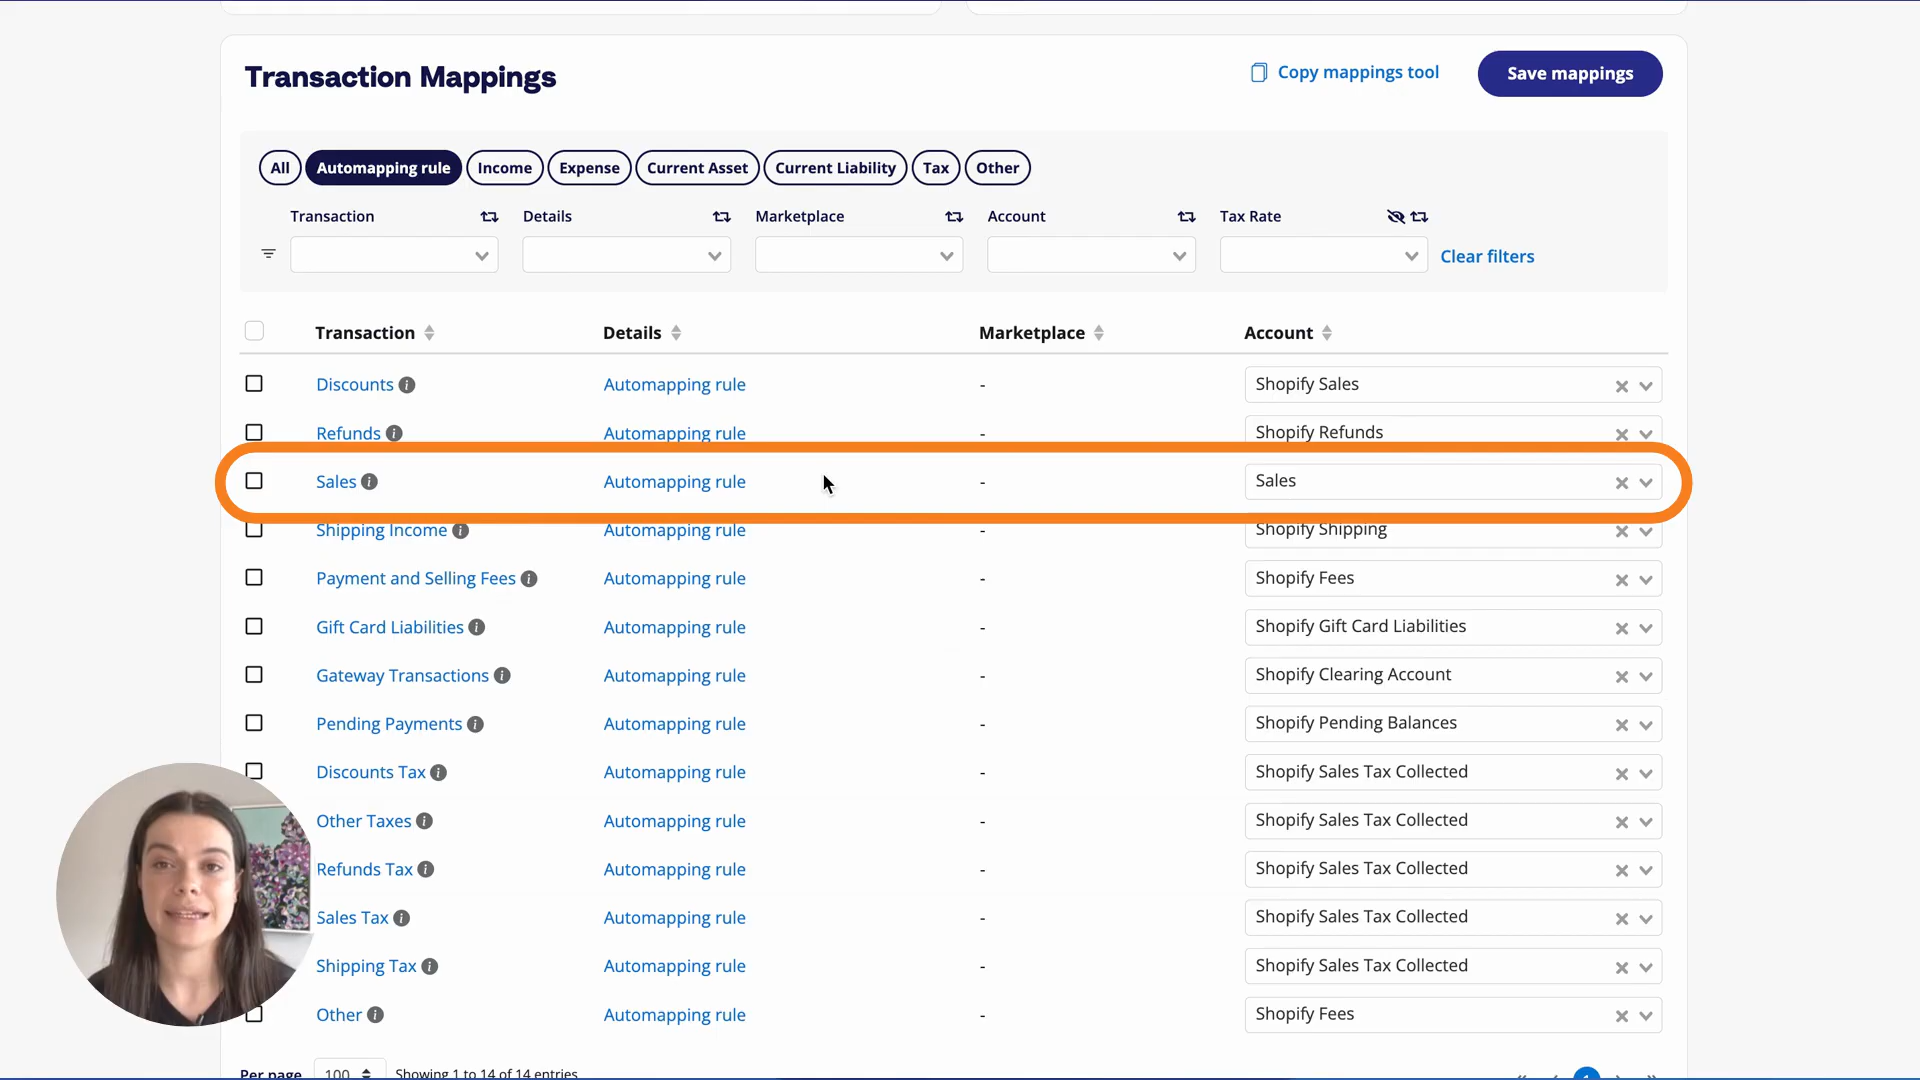 Transaction Mappings
Copy mappings tool
Save mappings
All
Automapping rule
Income
Expense
Current Asset
Current Liability
Tax
Other
Transaction Details Marketplace Account Tax Rate
Clear filters
Transaction Details Marketplace Account
Discounts Automapping rule - Shopify Sales
Refunds Automapping rule - Shopify Refunds
Sales Automapping rule - Sales
Shipping Income Automapping rule - Shopify Shipping
Payment and Selling Fees Automapping rule - Shopify Fees
Gift Card Liabilities Automapping rule - Shopify Gift Card Liabilities
Gateway Transactions Automapping rule - Shopify Clearing Account
Pending Payments Automapping rule - Shopify Pending Balances
Discounts Tax Automapping rule - Shopify Sales Tax Collected
Other Taxes Automapping rule - Shopify Sales Tax Collected
Refunds Tax Automapping rule - Shopify Sales Tax Collected
Sales Tax Automapping rule - Shopify Sales Tax Collected
Shipping Tax Automapping rule - Shopify Sales Tax Collected
Other Automapping rule - Shopify Fees
Per page 100 Showing 1 to 14 of 14 entries 1